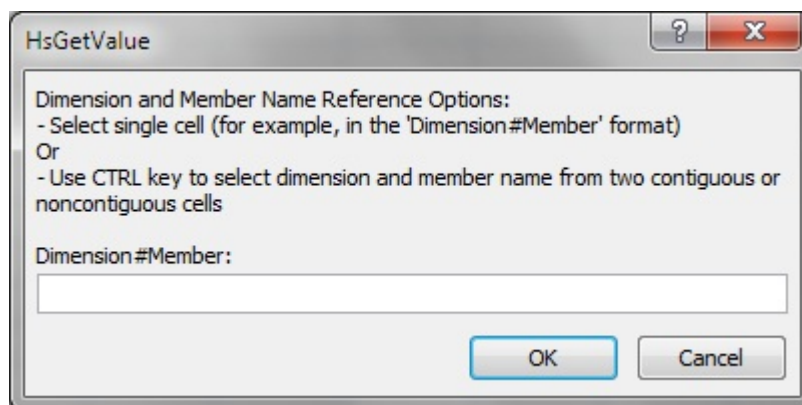 HsGetValue
Dimension and Member Name Reference Options:
- Select single cell (for example, in the 'Dimension#Member' format)
Or
-Use CTRL key to select dimension and member name from two contiguous or
noncontiguous cells
Dimension#Member:
OK Cancel